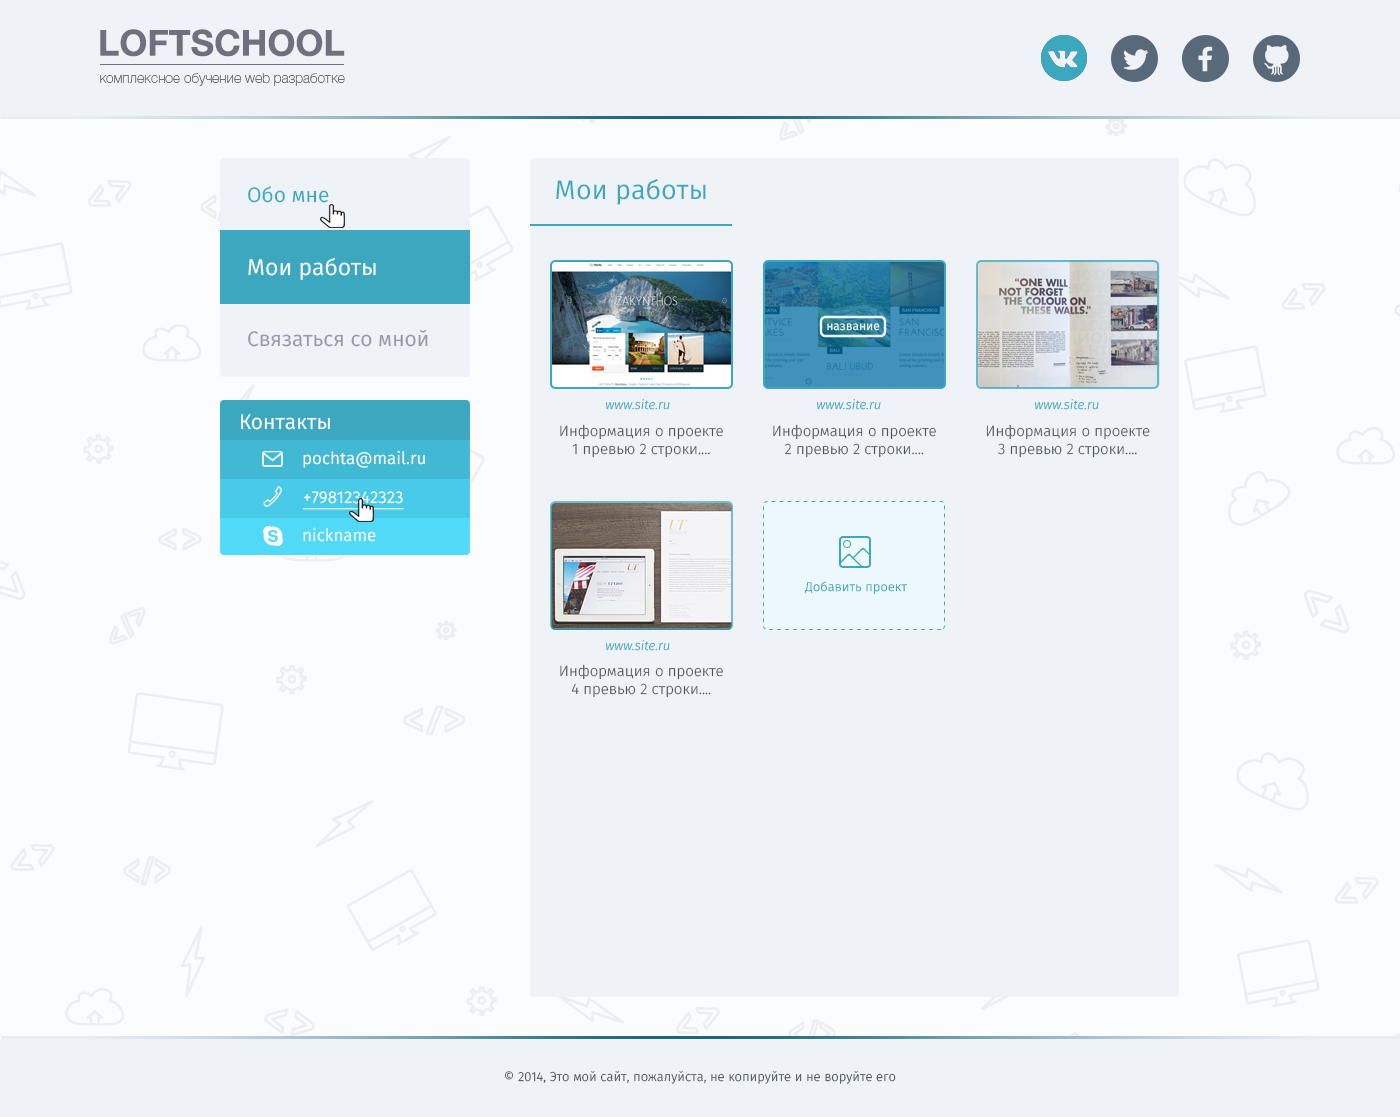 LOFTSCHOOL
комплексное обучение web разработке
Обо мне
Мои работы
Связаться со мной
Контакты
pochta@mail.ru
+79812342323
nickname
Мои работы
ZAKYNTHOS
www.site.ru
Информация о проекте
1 превью 2 строки....
название
SAN FRANCISCO
SAN
BALI
BALI UBUD
www.site.ru
Информация о проекте
2 превью 2 строки....
"ONE WILL
NOT FORGET
THE COLOUR ON
THESE WALLS."
www.site.ru
Информация о проекте
3 превью 2 строки....
UT
UT
www.site.ru
Информация о проекте
4 превью 2 строки....
Добавить проект
© 2014, Это мой сайт, пожалуйста, не копируйте и не воруйте его